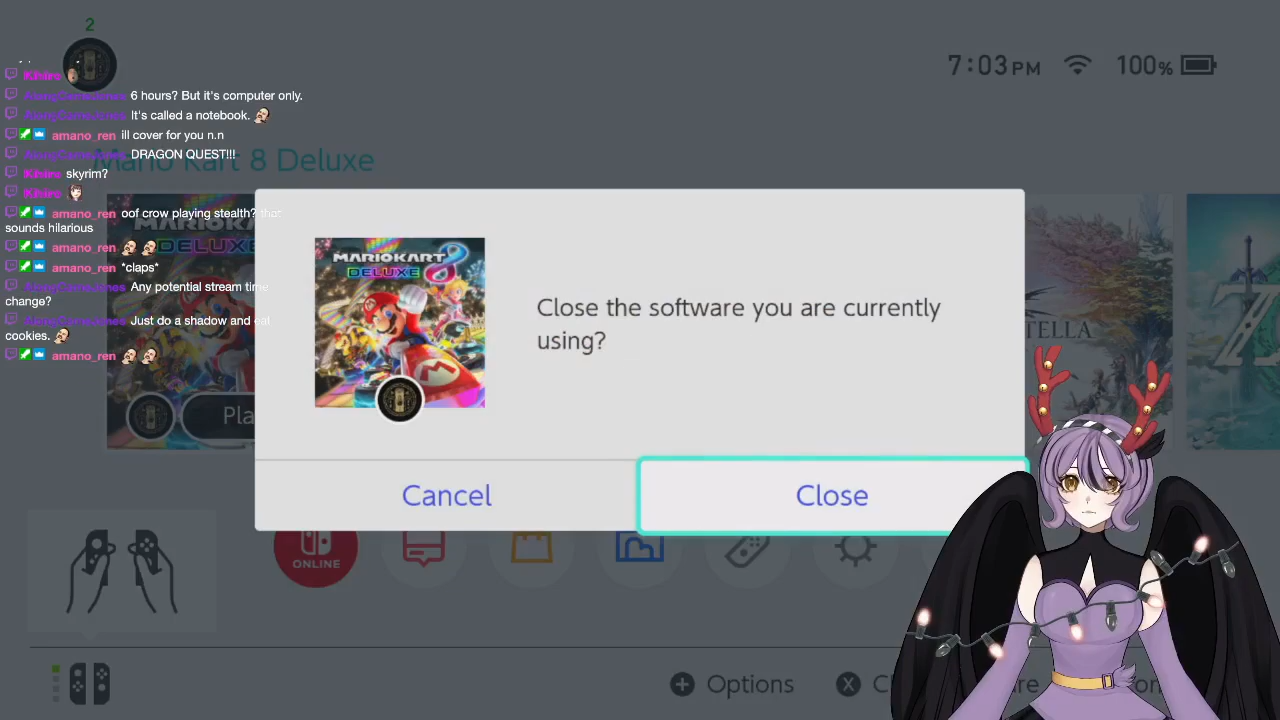 2
7:03 PM 100%
6 hours? But it's computer only.
It's called a notebook.
amano_ren ill cover for you n.n
DRAGON QUEST!!!
Mario Kart 8 Deluxe
skyrim?
amano_ren oof crow playing stealth? that
sounds hilarious
amano_ren
amano_ren *claps*
Any potential stream time
change?
Just do a shadow and eat
cookies.
amano_ren
MARIOKART 8
DELUXE
MARIOKART
DELUXE
Close the software you are currently
using?
Cancel
Close
ONLINE
Options